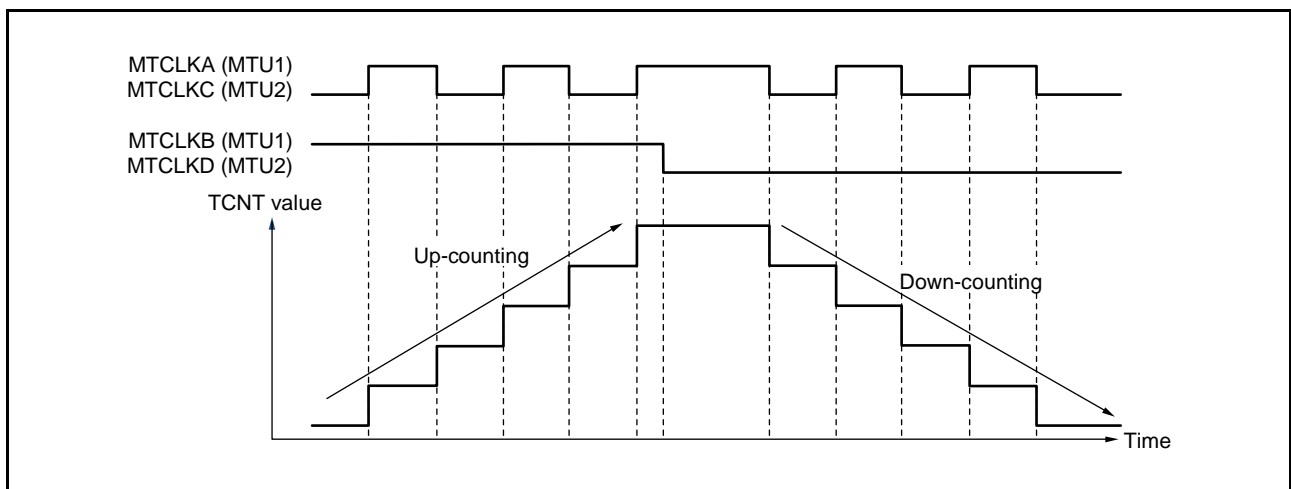 MTCLKA (MTU1)
MTCLKC (MTU2)
MTCLKB (MTU1)
MTCLKD (MTU2)
TCNT value
Up-counting
Down-counting
Time